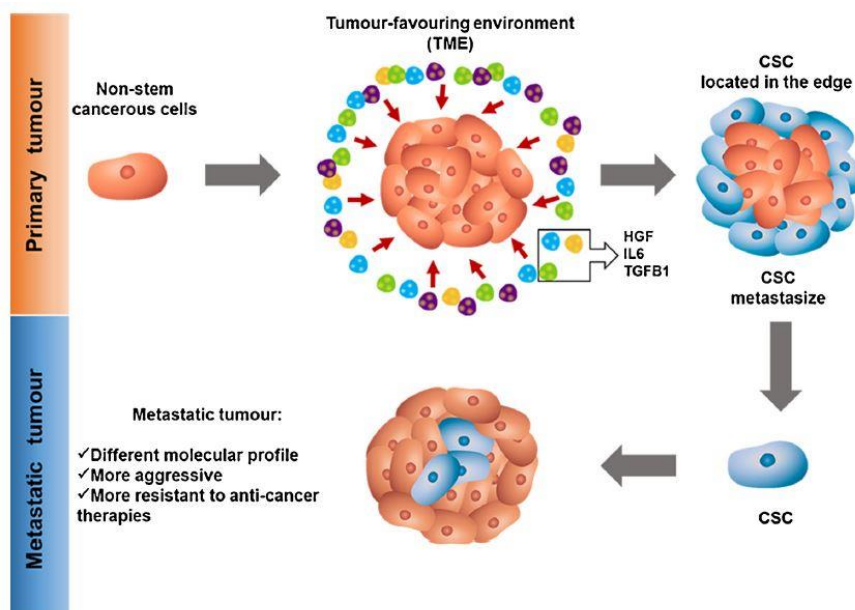 Primary tumour
Non-stem
cancerous cells
Tumour-favouring environment
(TME)
HGF
IL6
TGFB1
CSC
located in the edge
CSC
metastasize
Metastatic tumour
Metastatic tumour:
✓Different molecular profile
✓More aggressive
✓More resistant to anti-cancer
therapies
CSC